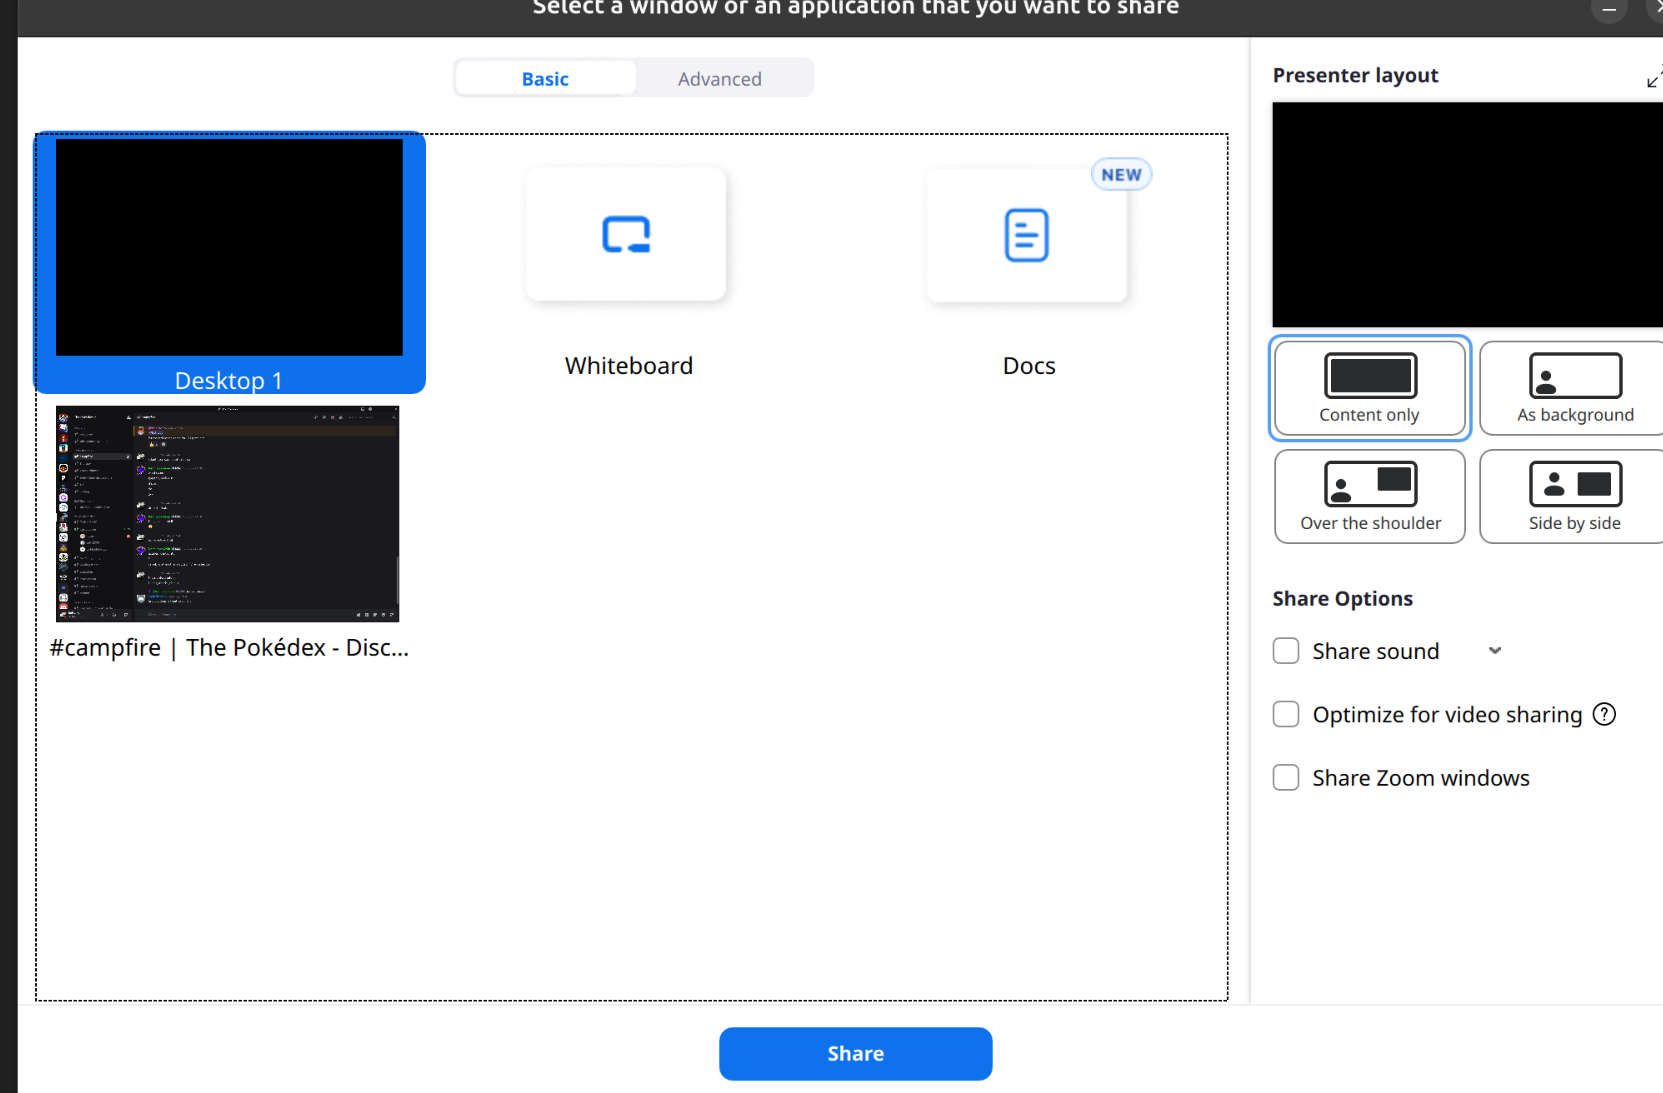 Select a window or an application that you want to share
Basic
Advanced
Presenter layout
Desktop 1
Whiteboard
NEW
Docs
#campfire | The Pokédex - Disc...
Content only
As background
Over the shoulder
Side by side
Share Options
Share sound
Optimize for video sharing
Share Zoom windows
Share